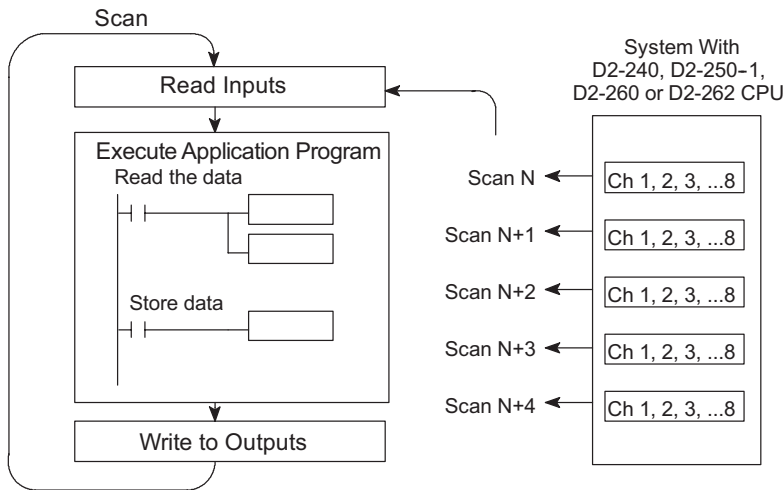 Scan
Read Inputs
Execute Application Program
Read the data
Store data
Write to Outputs
System With
D2-240, D2-250-1,
D2-260 or D2-262 CPU
Scan N
Ch 1, 2, 3, ...8
Scan N+1
Ch 1, 2, 3, ...8
Scan N+2
Ch 1, 2, 3, ...8
Scan N+3
Ch 1, 2, 3, ...8
Scan N+4
Ch 1, 2, 3, ...8